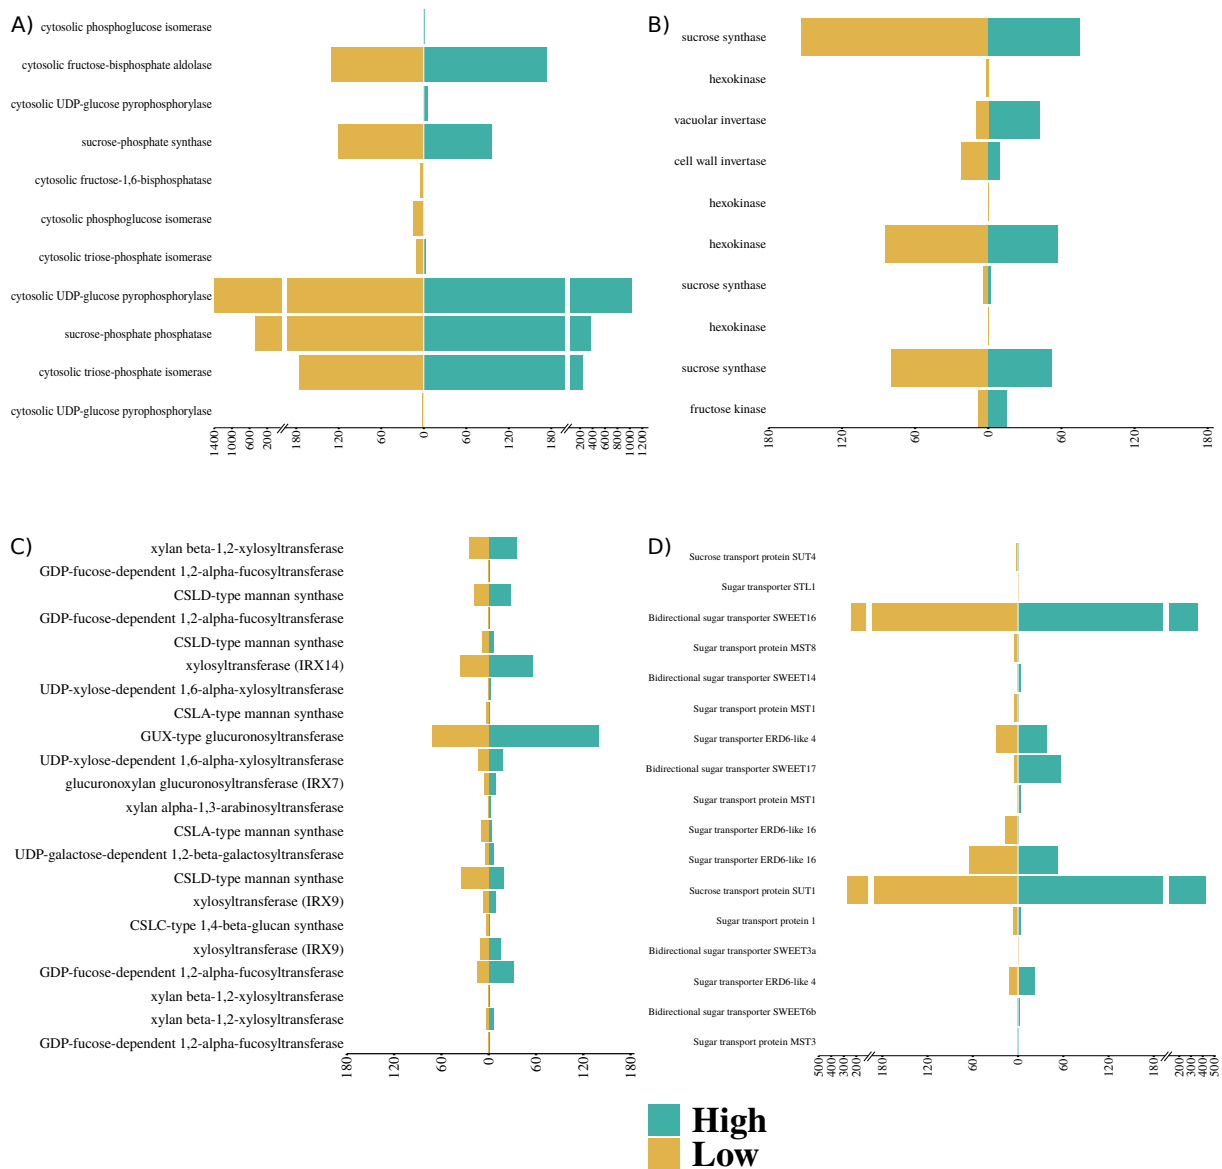 A)
cytosolic phosphoglucose isomerase
cytosolic fructose-bisphosphate aldolase
cytosolic UDP-glucose pyrophosphorylase
sucrose-phosphate synthase
cytosolic fructose-1,6-bisphosphatase
cytosolic phosphoglucose isomerase
cytosolic triose-phosphate isomerase
cytosolic UDP-glucose pyrophosphorylase
sucrose-phosphate phosphatase
cytosolic triose-phosphate isomerase
cytosolic UDP-glucose pyrophosphorylase
1400 1000 600 200 180 120 60 0 60 120 180 200 400 600 800 1000 1200
B)
sucrose synthase
hexokinase
vacuolar invertase
cell wall invertase
hexokinase
hexokinase
sucrose synthase
hexokinase
sucrose synthase
fructose kinase
180 120 60 0 60 120 180
C)
xylan beta-1,2-xylosyltransferase
GDP-fucose-dependent 1,2-alpha-fucosyltransferase
CSLD-type mannan synthase
GDP-fucose-dependent 1,2-alpha-fucosyltransferase
CSLD-type mannan synthase
xylosyltransferase (IRX14)
UDP-xylose-dependent 1,6-alpha-xylosyltransferase
CSLA-type mannan synthase
GUX-type glucuronosyltransferase
UDP-xylose-dependent 1,6-alpha-xylosyltransferase
glucuronoxylan glucuronosyltransferase (IRX7)
xylan alpha-1,3-arabinosyltransferase
CSLA-type mannan synthase
UDP-galactose-dependent 1,2-beta-galactosyltransferase
CSLD-type mannan synthase
xylosyltransferase (IRX9)
CSLC-type 1,4-beta-glucan synthase
xylosyltransferase (IRX9)
GDP-fucose-dependent 1,2-alpha-fucosyltransferase
xylan beta-1,2-xylosyltransferase
xylan beta-1,2-xylosyltransferase
GDP-fucose-dependent 1,2-alpha-fucosyltransferase
180 120 60 0 60 120 180
D)
Sucrose transport protein SUT4
Sugar transporter STL1
Bidirectional sugar transporter SWEET16
Sugar transport protein MST8
Bidirectional sugar transporter SWEET14
Sugar transport protein MST1
Sugar transporter ERD6-like 4
Bidirectional sugar transporter SWEET17
Sugar transport protein MST1
Sugar transporter ERD6-like 16
Sugar transporter ERD6-like 16
Sucrose transport protein SUT1
Sugar transport protein 1
Bidirectional sugar transporter SWEET3a
Sugar transporter ERD6-like 4
Bidirectional sugar transporter SWEET6b
Sugar transport protein MST3
500 400 300 200 180 120 60 0 60 120 180 200 300 400 500
High
Low